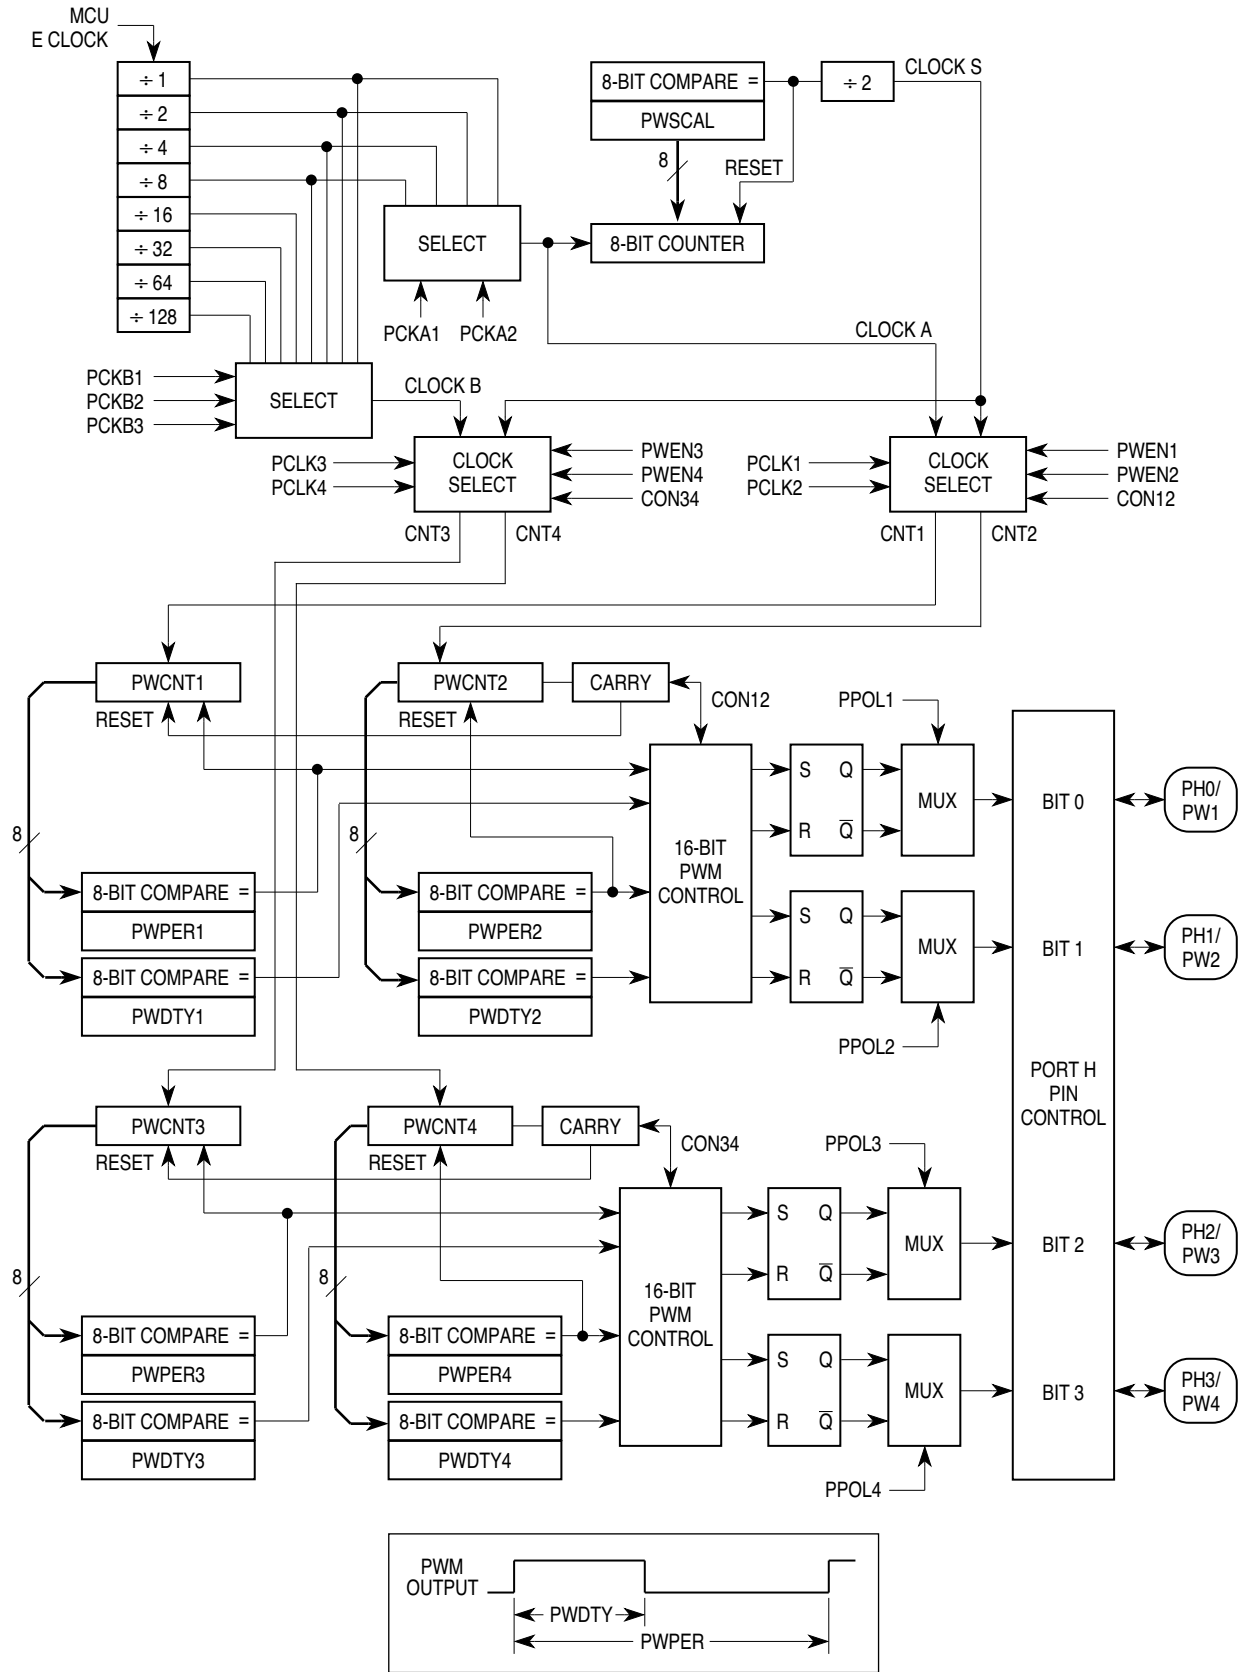 MCU
E CLOCK
÷ 1
÷ 2
÷ 4
÷ 8
÷ 16
÷ 32
÷ 64
÷ 128
SELECT
PCKA1
PCKA2
8-BIT COMPARE =
PWSCAL
8
RESET
÷ 2
CLOCK S
8-BIT COUNTER
CLOCK A
PCKB1
PCKB2
PCKB3
SELECT
CLOCK B
PCLK3
PCLK4
CLOCK
SELECT
PWEN3
PWEN4
CON34
CNT3
CNT4
PCLK1
PCLK2
CLOCK
SELECT
PWEN1
PWEN2
CON12
CNT1
CNT2
PWCNT1
RESET
PWCNT2
RESET
CARRY
CON12
8
8
8-BIT COMPARE =
PWPER1
8-BIT COMPARE =
PWDTY1
8-BIT COMPARE =
PWPER2
8-BIT COMPARE =
PWDTY2
16-BIT
PWM
CONTROL
S Q
R Q̅
S Q
R Q̅
PPOL1
MUX
MUX
PPOL2
BIT 0
BIT 1
PORT H
PIN
CONTROL
BIT 2
BIT 3
PH0/
PW1
PH1/
PW2
PH2/
PW3
PH3/
PW4
PWCNT3
RESET
PWCNT4
RESET
CARRY
CON34
8
8
8-BIT COMPARE =
PWPER3
8-BIT COMPARE =
PWDTY3
8-BIT COMPARE =
PWPER4
8-BIT COMPARE =
PWDTY4
16-BIT
PWM
CONTROL
S Q
R Q̅
S Q
R Q̅
PPOL3
MUX
MUX
PPOL4
PWM
OUTPUT
PWDTY
PWPER